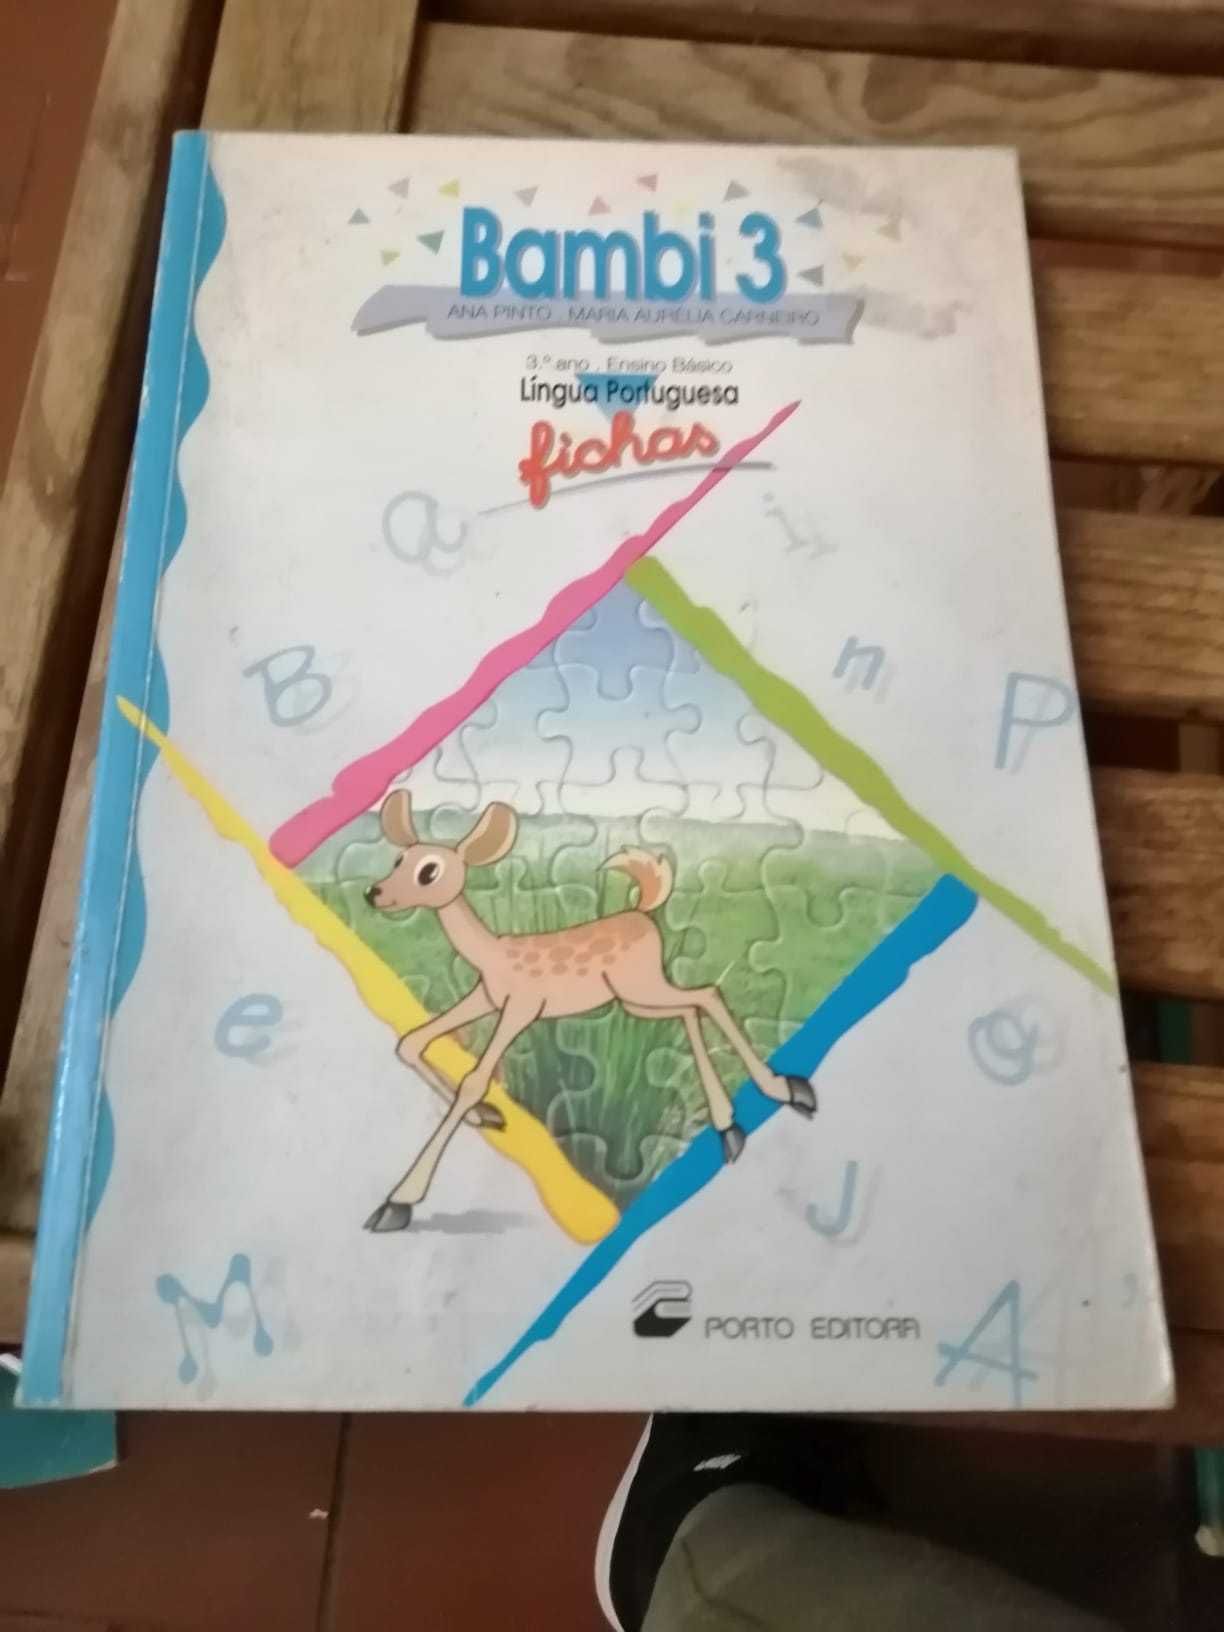 Bambi 3
ANA PINTO . MARIA AURÉLIA CARNEIRO
3.º ano . Ensino Básico
Língua Portuguesa
fichas
a
i
B
n
P
e
a
J
M
A
PORTO EDITORA